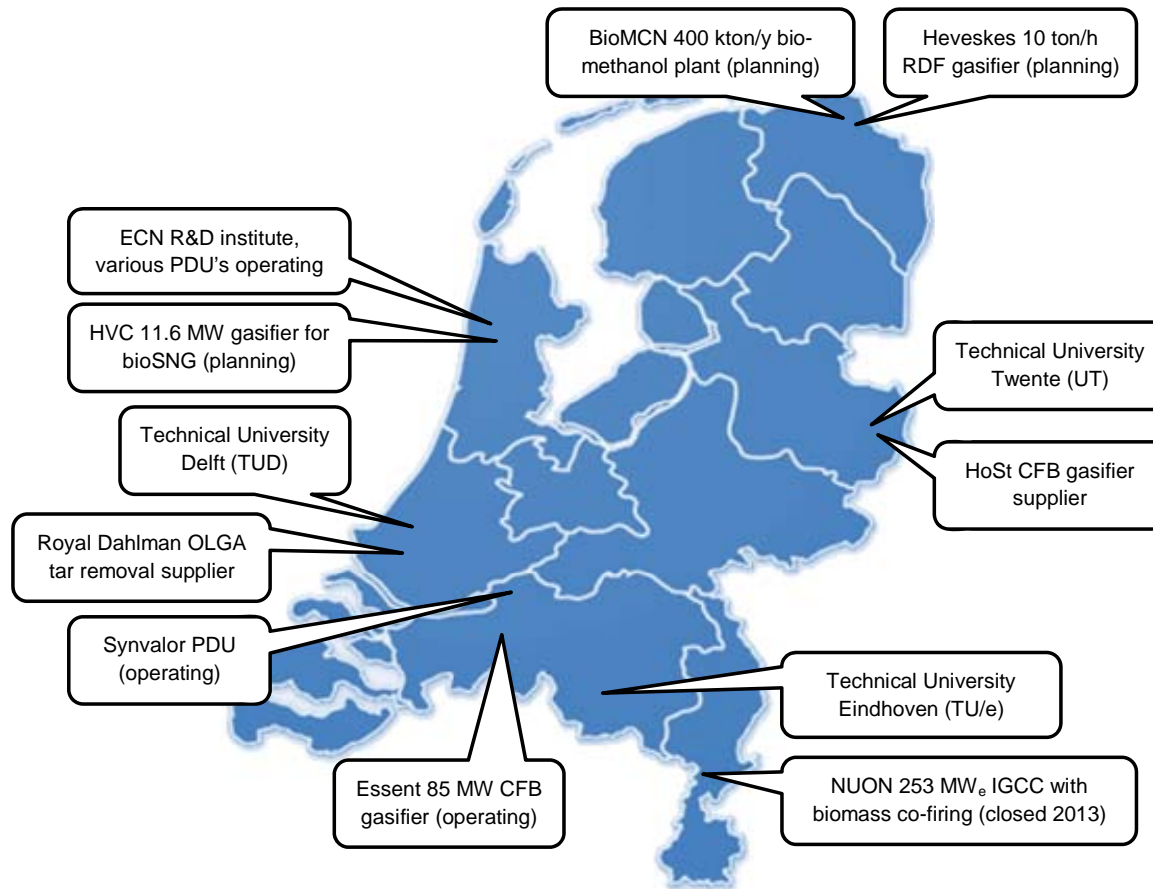 BioMCN 400 kton/y bio-
methanol plant (planning)
Heveskes 10 ton/h
RDF gasifier (planning)
ECN R&D institute,
various PDU's operating
HVC 11.6 MW gasifier for
bioSNG (planning)
Technical University
Twente (UT)
Technical University
Delft (TUD)
HoSt CFB gasifier
supplier
Royal Dahlman OLGA
tar removal supplier
Synvalor PDU
(operating)
Technical University
Eindhoven (TU/e)
Essent 85 MW CFB
gasifier (operating)
NUON 253 MWₑ IGCC with
biomass co-firing (closed 2013)